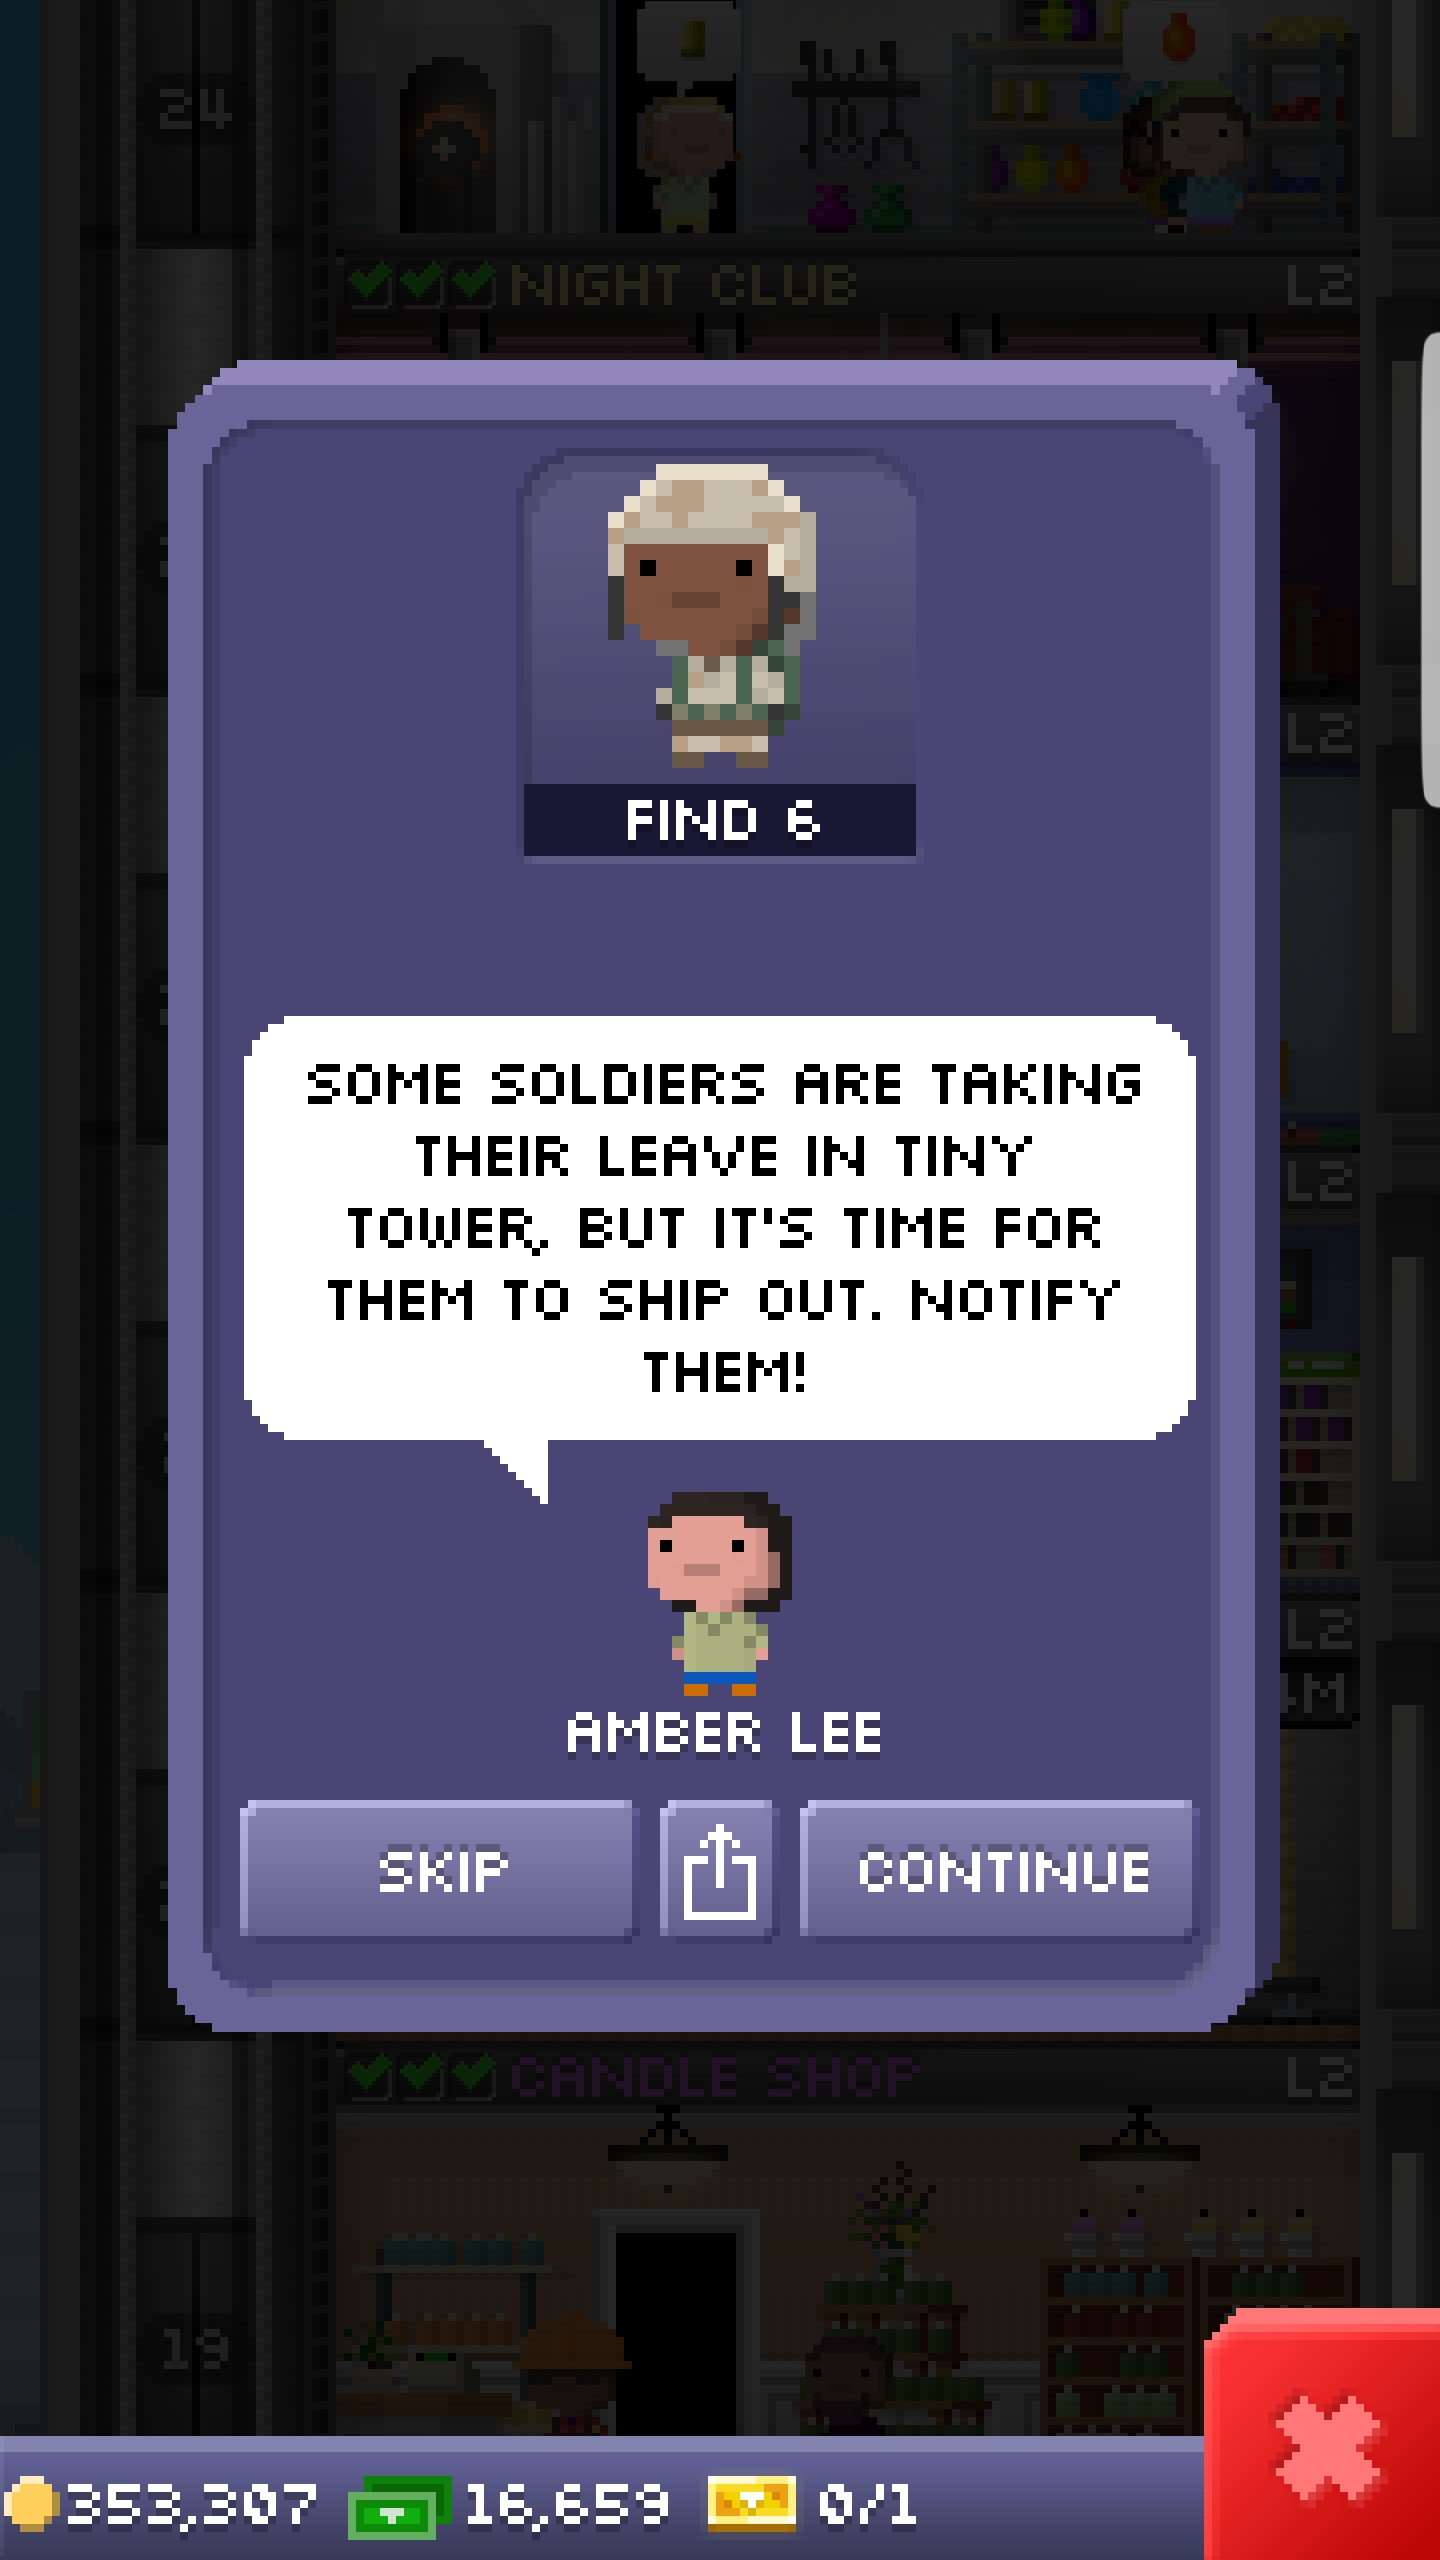 24
NIGHT CLUB L2
L2
FIND 6
SOME SOLDIERS ARE TAKING
THEIR LEAVE IN TINY
TOWER, BUT IT'S TIME FOR
THEM TO SHIP OUT. NOTIFY
THEM!
L2
L2
AMBER LEE
SKIP
CONTINUE
CANDLE SHOP L2
19
353,307 16,659 0/1